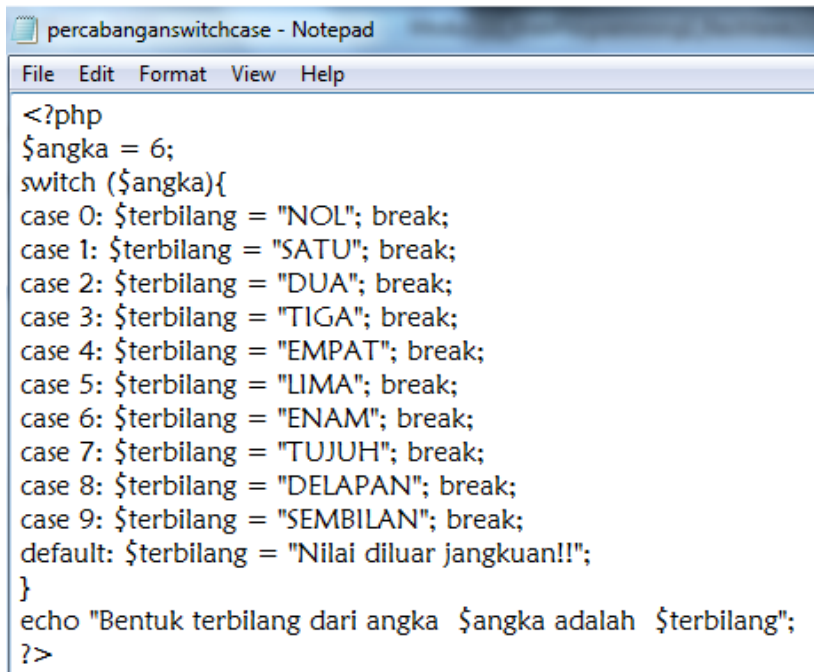 percabanganswitchcase - Notepad
File Edit Format View Help
<?php
$angka = 6;
switch ($angka){
case 0: $terbilang = "NOL"; break;
case 1: $terbilang = "SATU"; break;
case 2: $terbilang = "DUA"; break;
case 3: $terbilang = "TIGA"; break;
case 4: $terbilang = "EMPAT"; break;
case 5: $terbilang = "LIMA"; break;
case 6: $terbilang = "ENAM"; break;
case 7: $terbilang = "TUJUH"; break;
case 8: $terbilang = "DELAPAN"; break;
case 9: $terbilang = "SEMBILAN"; break;
default: $terbilang = "Nilai diluar jangkuan!!";
}
echo "Bentuk terbilang dari angka  $angka adalah  $terbilang";
?>